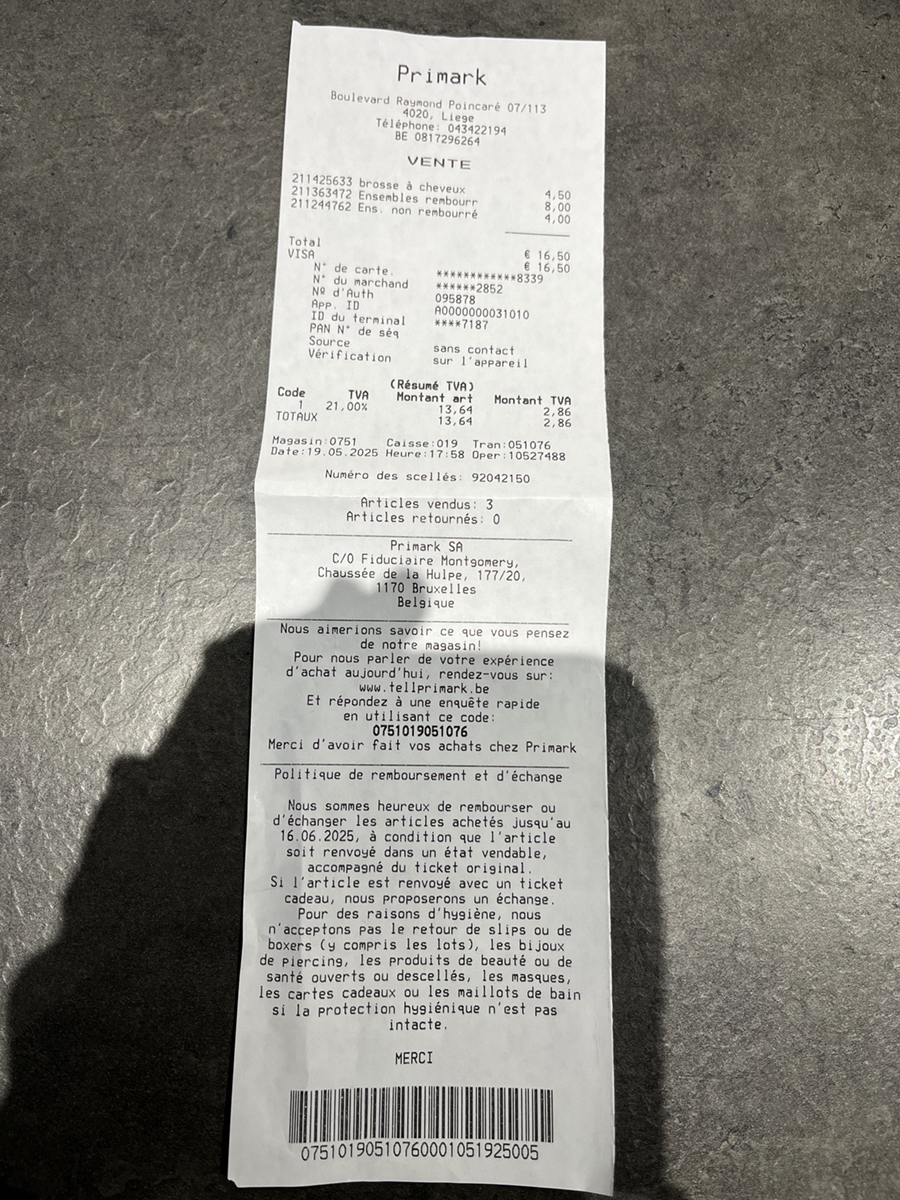 Primark
Boulevard Raymond Poincaré 07/113
4020, Liege
Téléphone: 043422194
BE 0817296264
VENTE
211425633 brosse à cheveux 4,50
211363472 Ensembles rembourr 8,00
211244762 Ens. non rembourré 4,00
Total € 16,50
VISA € 16,50
N° de carte. ************8339
N° du marchand ******2852
Nº d'Auth 095878
App. ID A0000000031010
ID du terminal ****7187
PAN N° de séq
Source sans contact
Vérification sur l'appareil
(Résumé TVA)
Code TVA Montant art Montant TVA
1 21,00% 13,64 2,86
TOTAUX 13,64 2,86
Magasin:0751 Caisse:019 Tran:051076
Date:19.05.2025 Heure:17:58 Oper:10527488
Numéro des scellés: 92042150
Articles vendus: 3
Articles retournés: 0
Primark SA
C/O Fiduciaire Montgomery,
Chaussée de la Hulpe, 177/20,
1170 Bruxelles
Belgique
Nous aimerions savoir ce que vous pensez
de notre magasin!
Pour nous parler de votre expérience
d'achat aujourd'hui, rendez-vous sur:
www.tellprimark.be
Et répondez à une enquête rapide
en utilisant ce code:
0751019051076
Merci d'avoir fait vos achats chez Primark
Politique de remboursement et d'échange
Nous sommes heureux de rembourser ou
d'échanger les articles achetés jusqu'au
16.06.2025, à condition que l'article
soit renvoyé dans un état vendable,
accompagné du ticket original.
Si l'article est renvoyé avec un ticket
cadeau, nous proposerons un échange.
Pour des raisons d'hygiène, nous
n'acceptons pas le retour de slips ou de
boxers (y compris les lots), les bijoux
de piercing, les produits de beauté ou de
santé ouverts ou descellés, les masques,
les cartes cadeaux ou les maillots de bain
si la protection hygiénique n'est pas
intacte.
MERCI
0751019051076000105192​5005